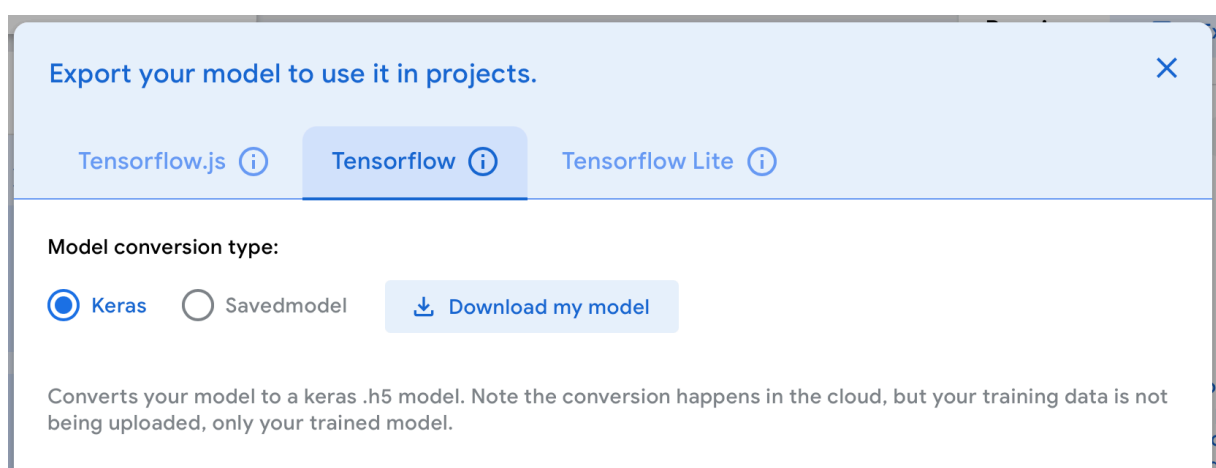 Export your model to use it in projects.
Tensorflow.js
Tensorflow
Tensorflow Lite
Model conversion type:
Keras
Savedmodel
Download my model
Converts your model to a keras .h5 model. Note the conversion happens in the cloud, but your training data is not
being uploaded, only your trained model.